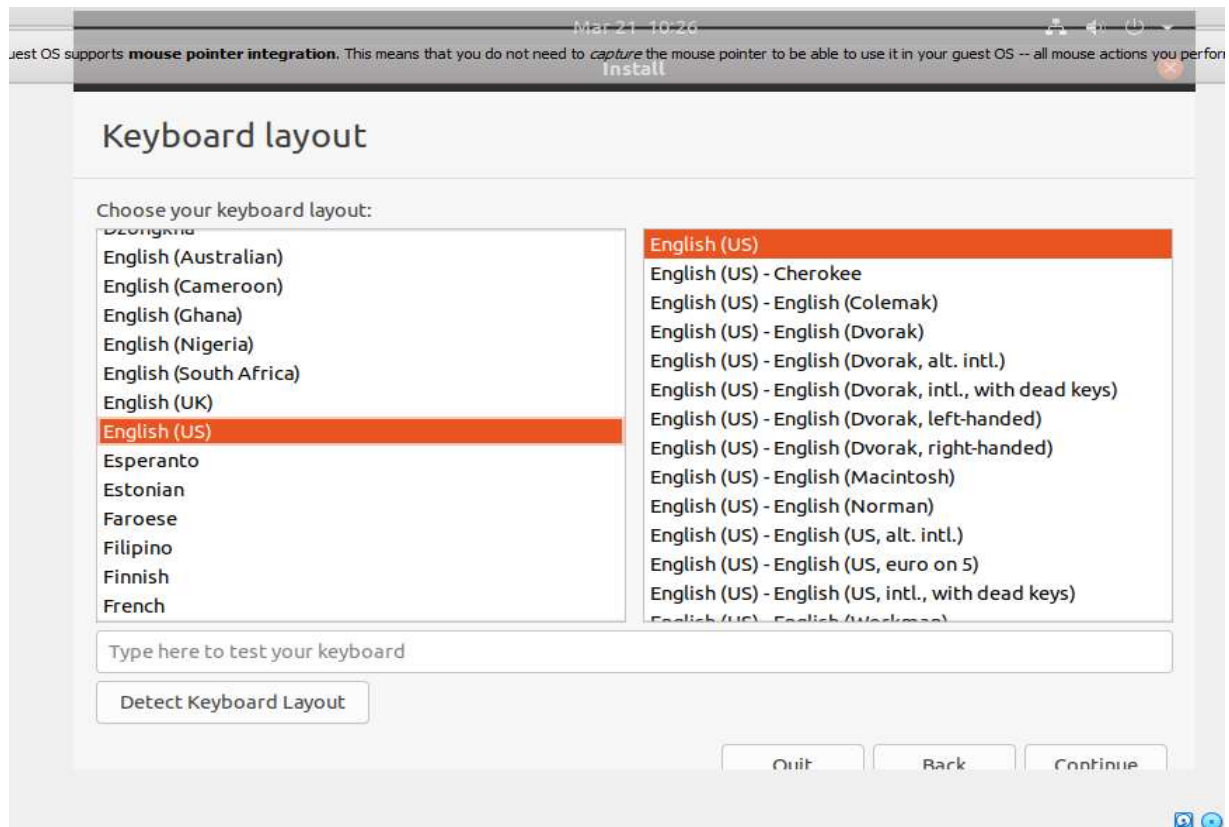 Mar 21 10:26
uest OS supports mouse pointer integration. This means that you do not need to capture the mouse pointer to be able to use it in your guest OS -- all mouse actions you perform
Install
Keyboard layout
Choose your keyboard layout:
Dzongkha
English (Australian)
English (Cameroon)
English (Ghana)
English (Nigeria)
English (South Africa)
English (UK)
English (US)
Esperanto
Estonian
Faroese
Filipino
Finnish
French
English (US)
English (US) - Cherokee
English (US) - English (Colemak)
English (US) - English (Dvorak)
English (US) - English (Dvorak, alt. intl.)
English (US) - English (Dvorak, intl., with dead keys)
English (US) - English (Dvorak, left-handed)
English (US) - English (Dvorak, right-handed)
English (US) - English (Macintosh)
English (US) - English (Norman)
English (US) - English (US, alt. intl.)
English (US) - English (US, euro on 5)
English (US) - English (US, intl., with dead keys)
English (US) - English (Workman)
Type here to test your keyboard
Detect Keyboard Layout
Quit Back Continue